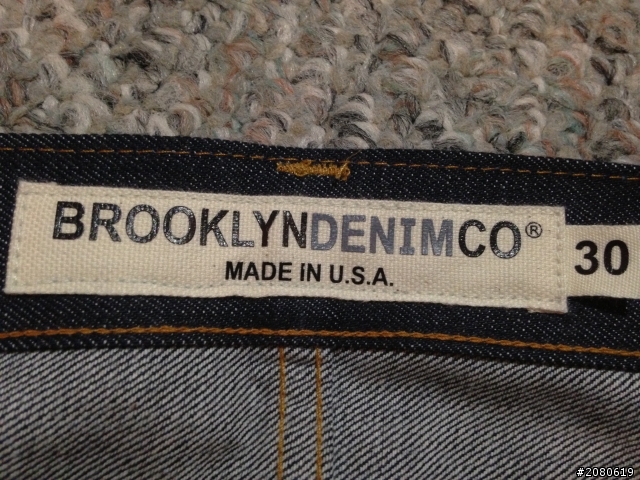 BROOKLYNDENIMCO®
MADE IN U.S.A.
30
#2080619